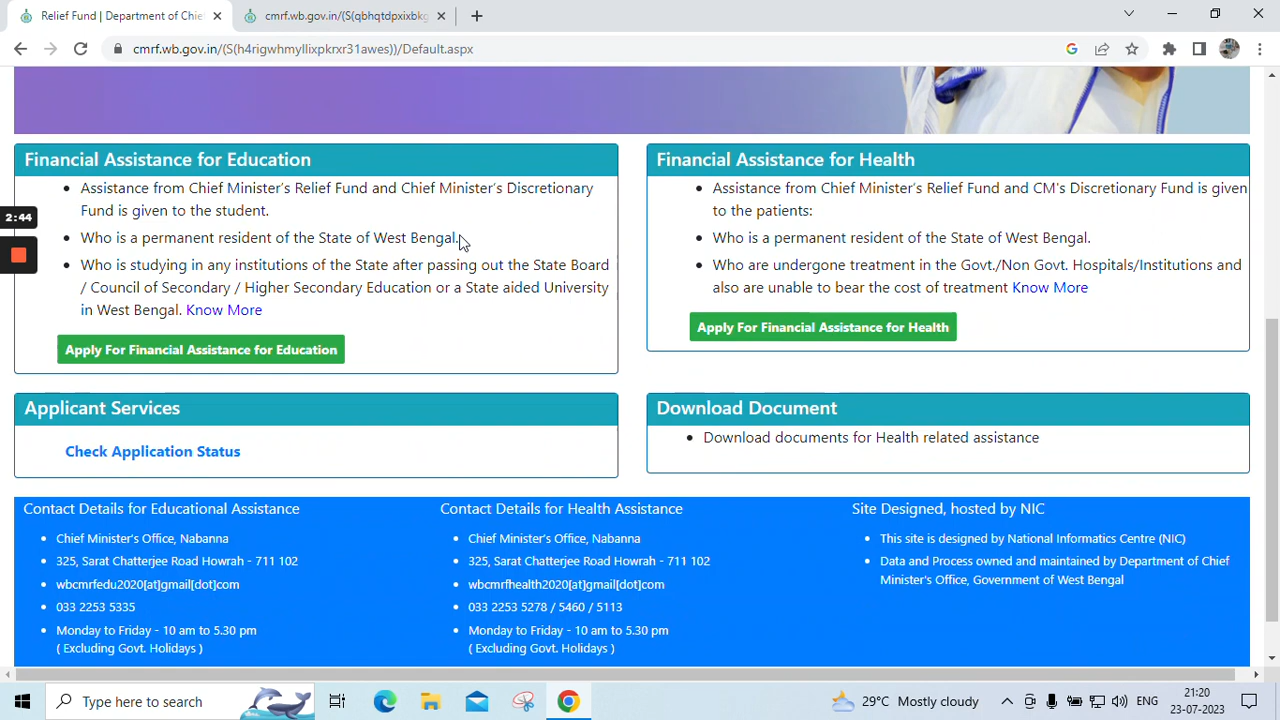 Relief Fund | Department of Chie
cmrf.wb.gov.in/(S(qbhqtdpxixbkg
cmrf.wb.gov.in/(S(h4rigwhmyllixpkrxr31awes))/Default.aspx
Financial Assistance for Education
Assistance from Chief Minister's Relief Fund and Chief Minister's Discretionary
Fund is given to the student.
Who is a permanent resident of the State of West Bengal.
Who is studying in any institutions of the State after passing out the State Board
/ Council of Secondary / Higher Secondary Education or a State aided University
in West Bengal. Know More
Apply For Financial Assistance for Education
Financial Assistance for Health
Assistance from Chief Minister's Relief Fund and CM's Discretionary Fund is given
to the patients:
Who is a permanent resident of the State of West Bengal.
Who are undergone treatment in the Govt./Non Govt. Hospitals/Institutions and
also are unable to bear the cost of treatment Know More
Apply For Financial Assistance for Health
2:44
Applicant Services
Check Application Status
Download Document
Download documents for Health related assistance
Contact Details for Educational Assistance
Chief Minister's Office, Nabanna
325, Sarat Chatterjee Road Howrah - 711 102
wbcmrfedu2020[at]gmail[dot]com
033 2253 5335
Monday to Friday - 10 am to 5.30 pm
( Excluding Govt. Holidays )
Contact Details for Health Assistance
Chief Minister's Office, Nabanna
325, Sarat Chatterjee Road Howrah - 711 102
wbcmrfhealth2020[at]gmail[dot]com
033 2253 5278 / 5460 / 5113
Monday to Friday - 10 am to 5.30 pm
( Excluding Govt. Holidays )
Site Designed, hosted by NIC
This site is designed by National Informatics Centre (NIC)
Data and Process owned and maintained by Department of Chief
Minister's Office, Government of West Bengal
Type here to search
29°C Mostly cloudy
ENG
21:20
23-07-2023